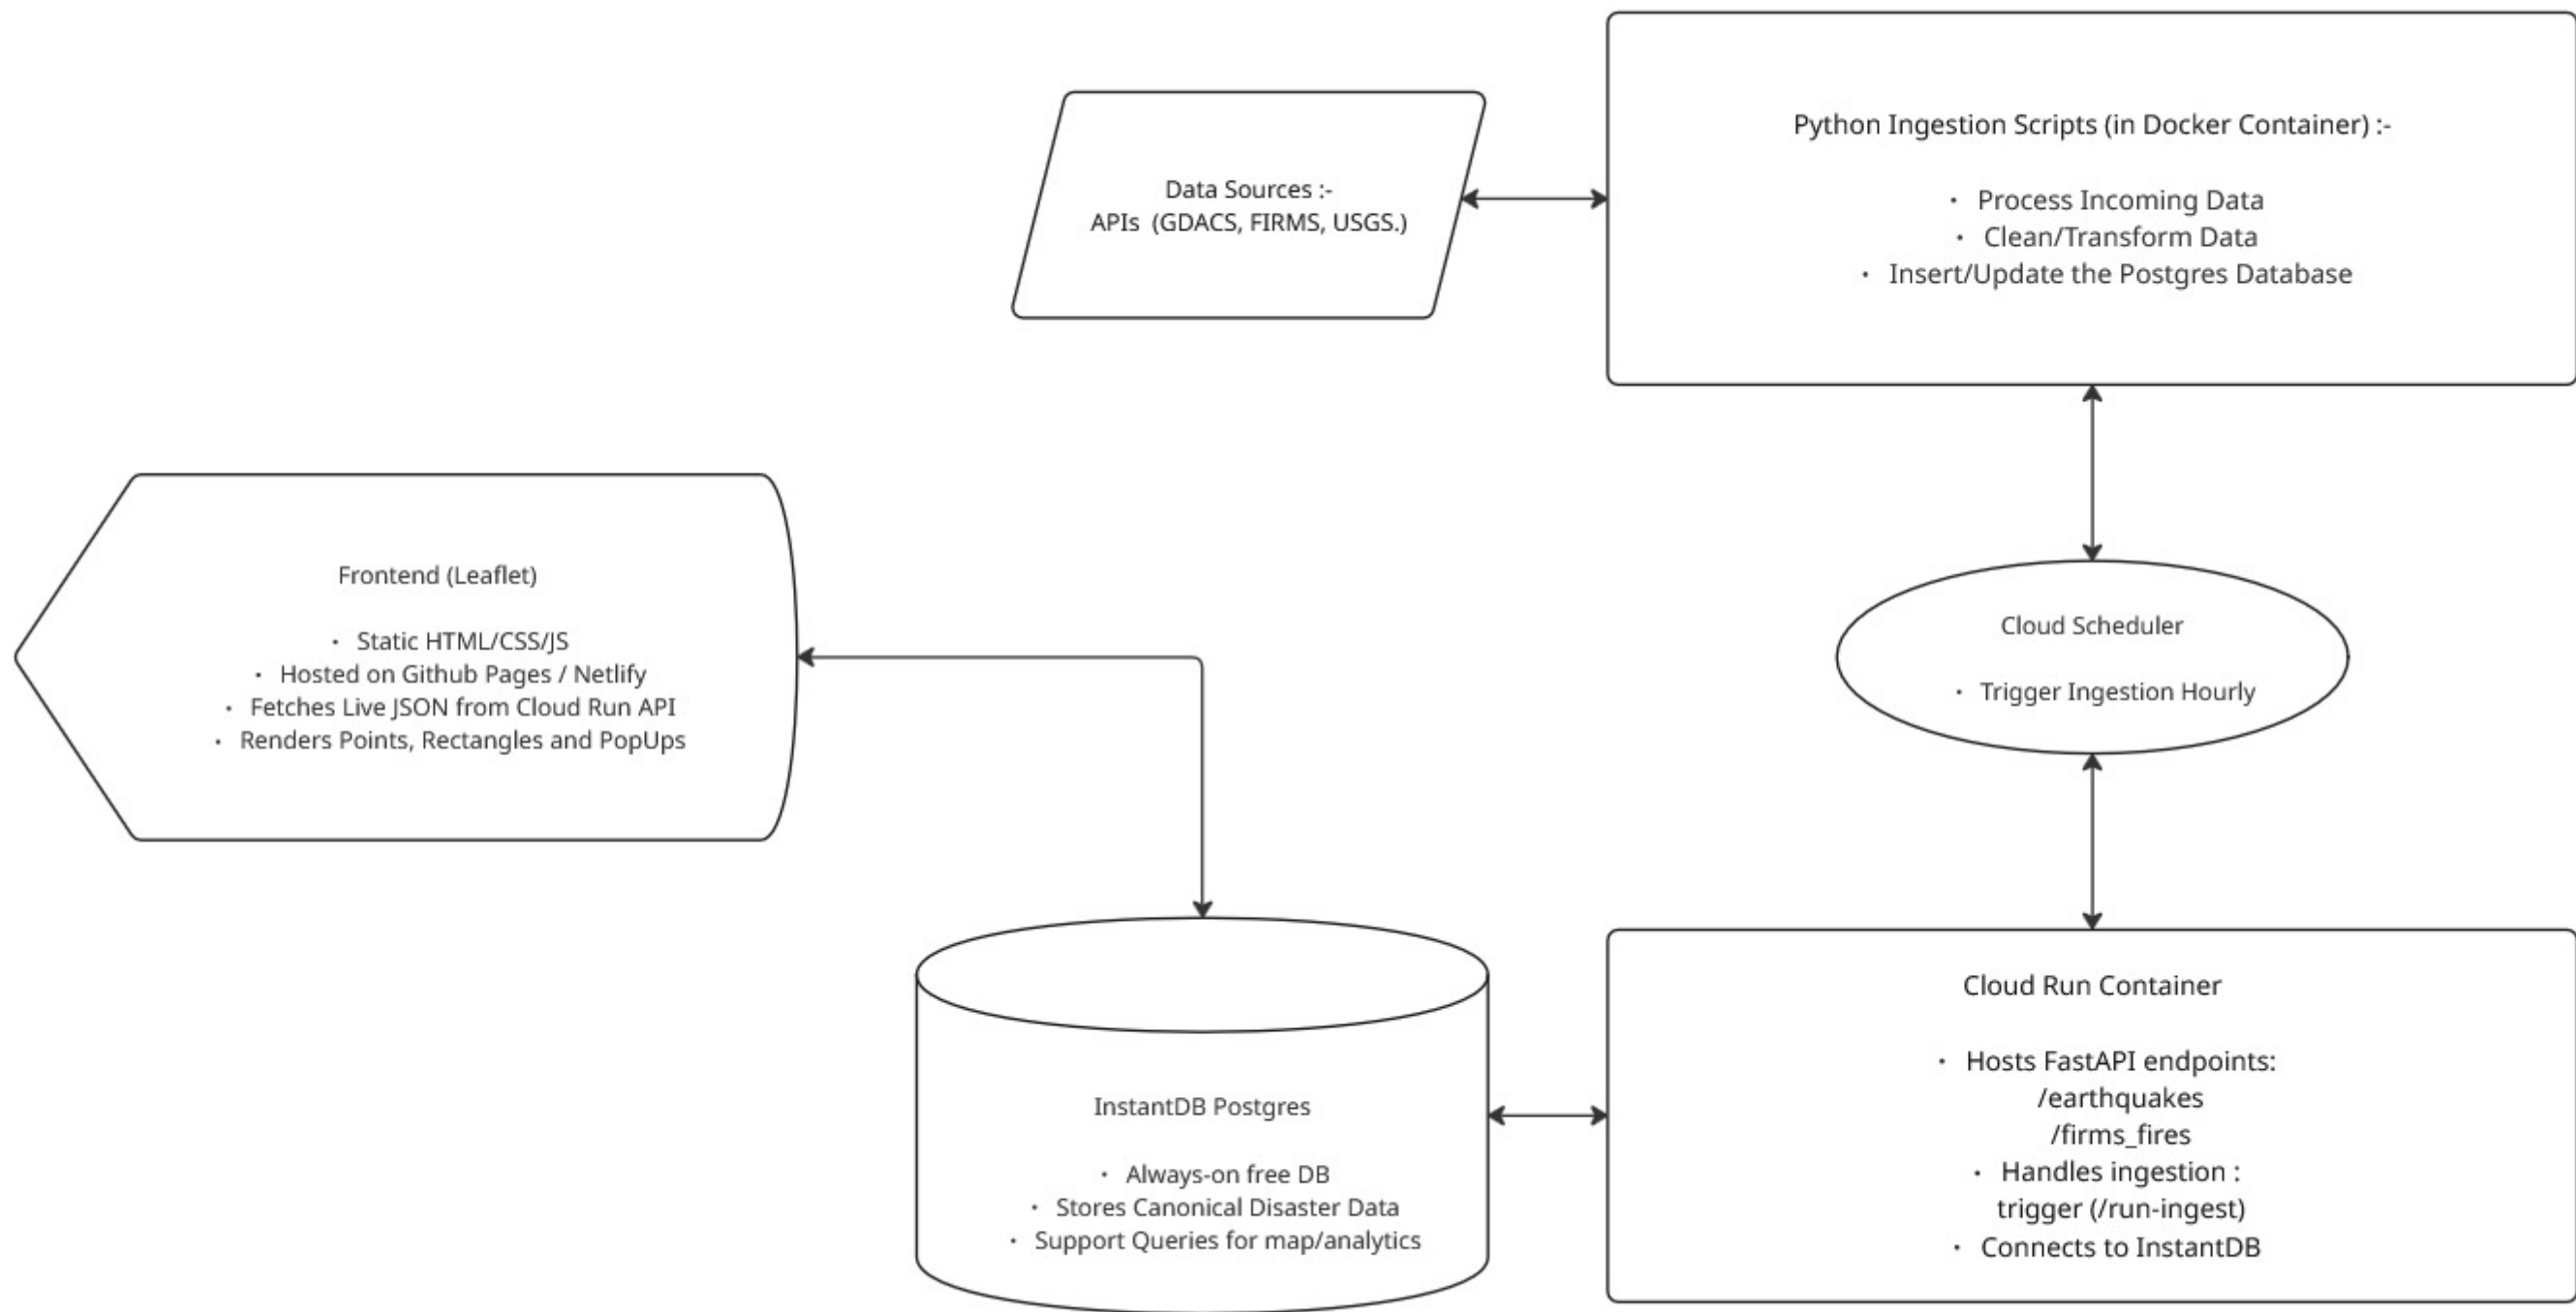 Data Sources :-
APIs  (GDACS, FIRMS, USGS.)
Python Ingestion Scripts (in Docker Container) :-
• Process Incoming Data
• Clean/Transform Data
• Insert/Update the Postgres Database
Frontend (Leaflet)
• Static HTML/CSS/JS
• Hosted on Github Pages / Netlify
• Fetches Live JSON from Cloud Run API
• Renders Points, Rectangles and PopUps
Cloud Scheduler
• Trigger Ingestion Hourly
InstantDB Postgres
• Always-on free DB
• Stores Canonical Disaster Data
• Support Queries for map/analytics
Cloud Run Container
• Hosts FastAPI endpoints:
/earthquakes
/firms_fires
• Handles ingestion :
trigger (/run-ingest)
• Connects to InstantDB